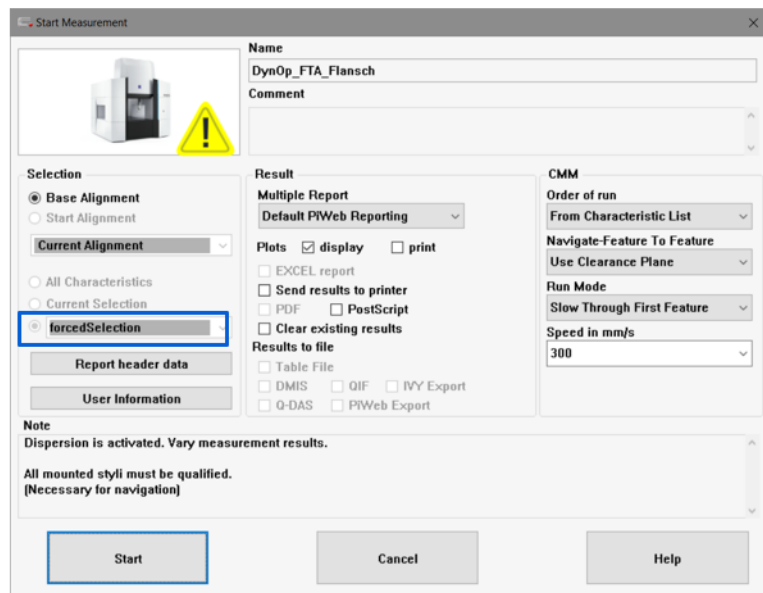 Start Measurement
Name
DynOp_FTA_Flansch
Comment
Selection
Base Alignment
Start Alignment
Current Alignment
All Characteristics
Current Selection
forcedSelection
Report header data
User Information
Result
Multiple Report
Default PiWeb Reporting
Plots display print
EXCEL report
Send results to printer
PDF PostScript
Clear existing results
Results to file
Table File
DMIS QIF IVY Export
Q-DAS PiWeb Export
CMM
Order of run
From Characteristic List
Navigate-Feature To Feature
Use Clearance Plane
Run Mode
Slow Through First Feature
Speed in mm/s
300
Note
Dispersion is activated. Vary measurement results.
All mounted styli must be qualified.
(Necessary for navigation)
Start Cancel Help